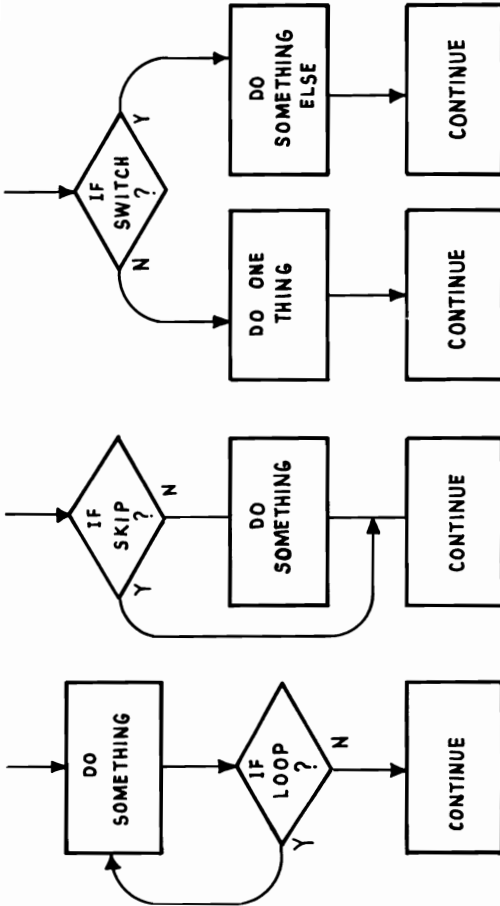 DO
SOMETHING
IF
LOOP
?
Y
N
CONTINUE
IF
SKIP
?
Y
N
DO
SOMETHING
CONTINUE
IF
SWITCH
?
N
Y
DO ONE
THING
DO
SOMETHING
ELSE
CONTINUE
CONTINUE